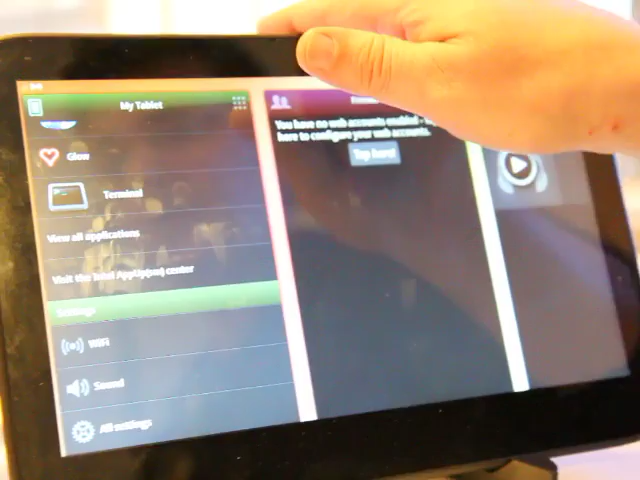 My Tablet
Glow
Terminal
View all applications
Visit the Intel AppUp(sm) center
Settings
WiFi
Sound
All settings
You have no web accounts enabled
here to configure your web accounts.
Tap here!